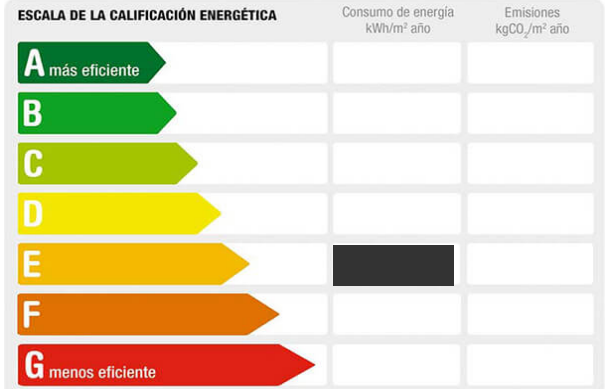 ESCALA DE LA CALIFICACIÓN ENERGÉTICA
Consumo de energía
kWh/m² año
Emisiones
kgCO₂/m² año
A más eficiente
B
C
D
E
F
G menos eficiente